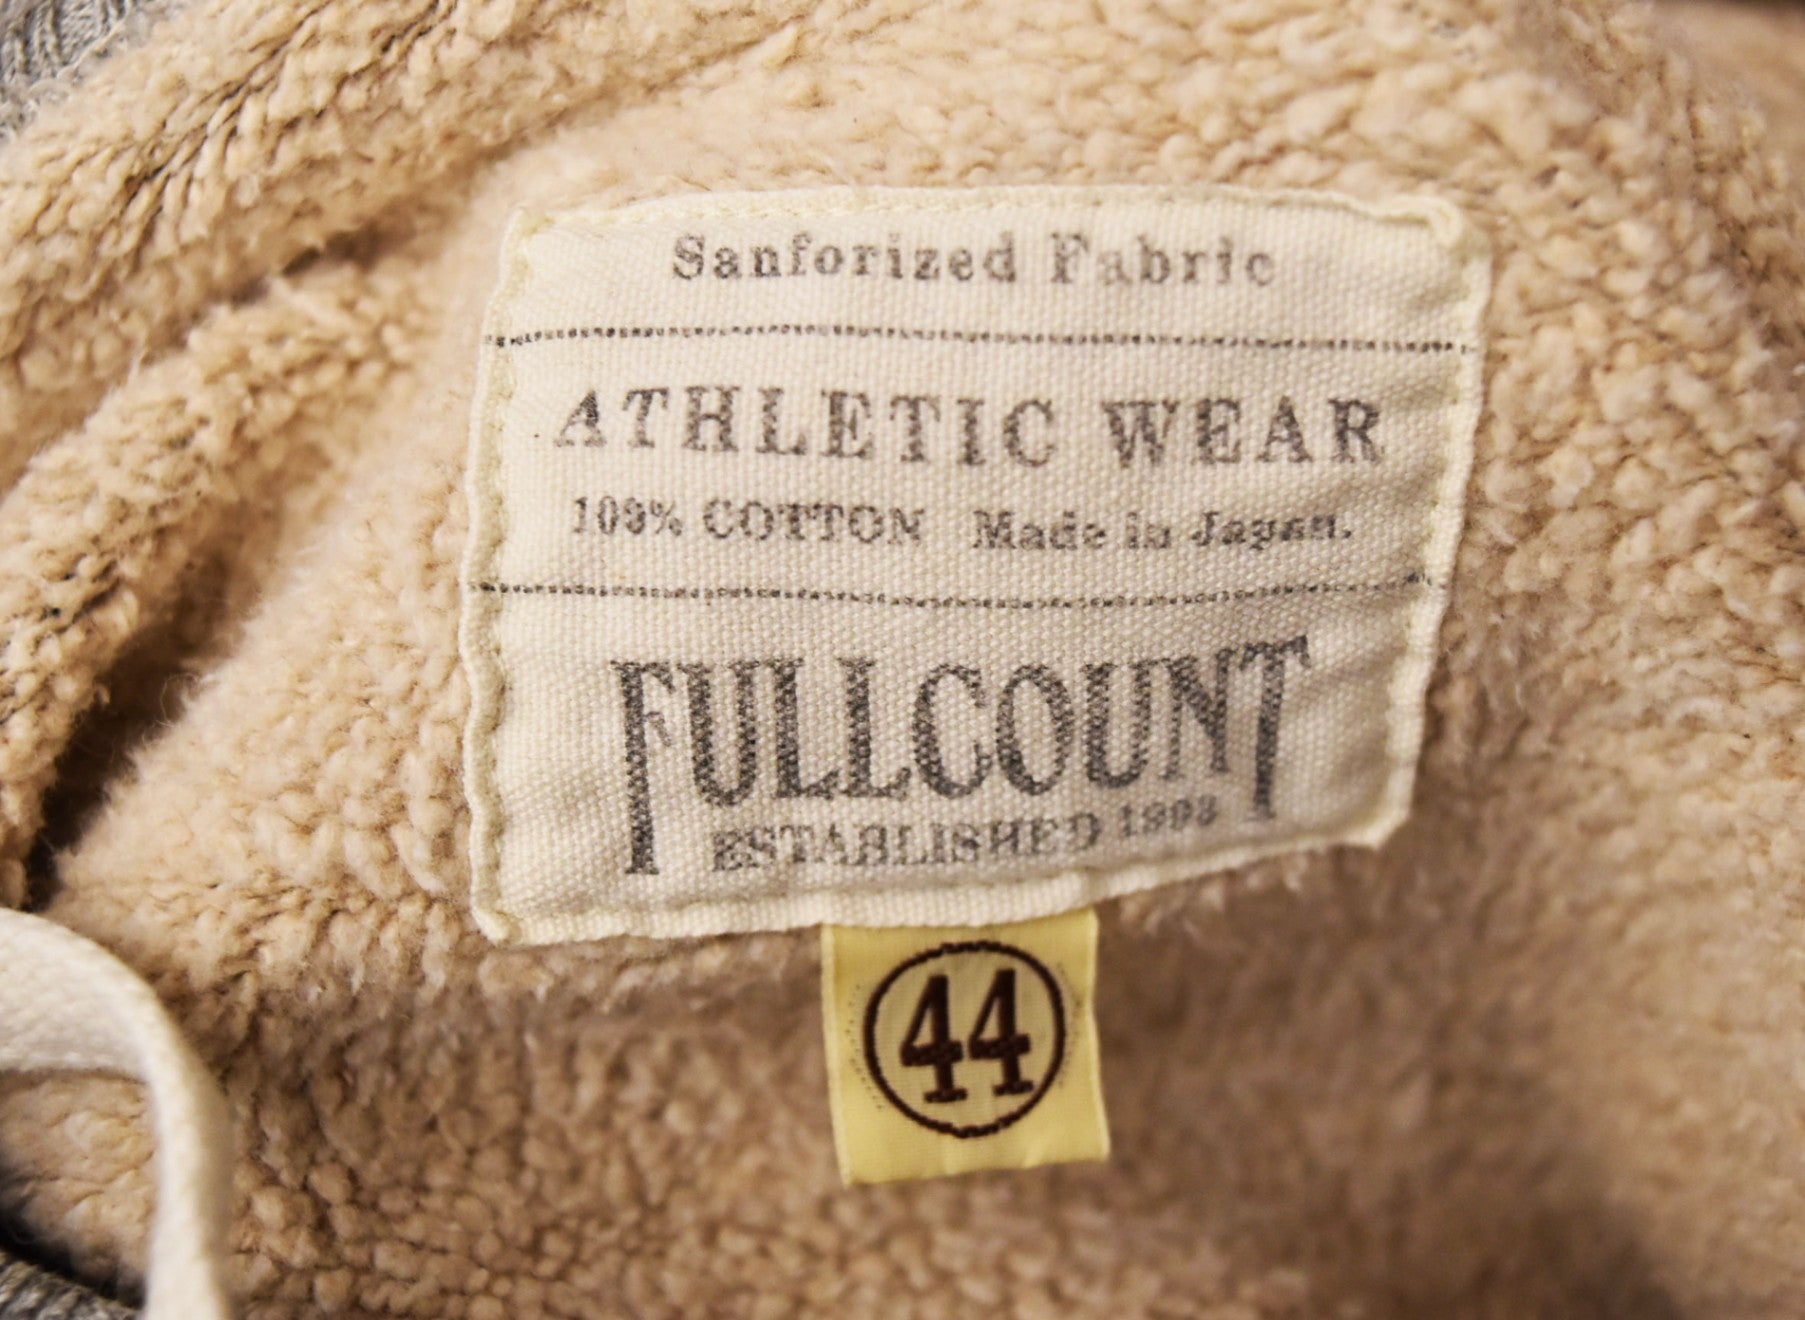 Sanforized Fabric
ATHLETIC WEAR
100% COTTON Made in Japan.
FULLCOUNT
ESTABLISHED 1993
44